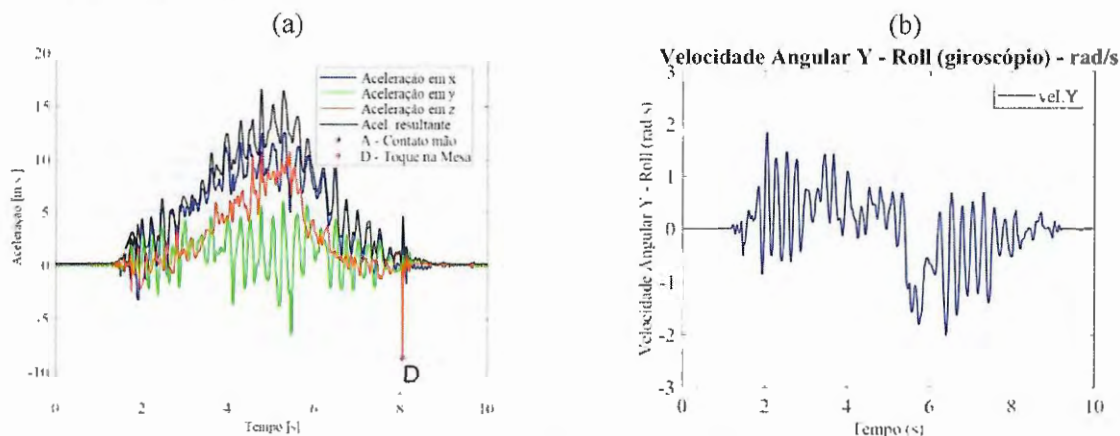 (a)
20
15
10
5
0
-5
-10
0
2
4
6
8
10
Aceleração [m/s
Tempo [s]
Aceleração em x
Aceleração em y
Aceleração em z
Acel. resultante
A - Contato mão
D - Toque na Mesa
D
(b)
Velocidade Angular Y - Roll (giroscópio) - rad/s
3
2
1
0
-1
-2
-3
0
2
4
6
8
10
Velocidade Angular Y - Roll (rad/s)
Tempo (s)
vel.Y